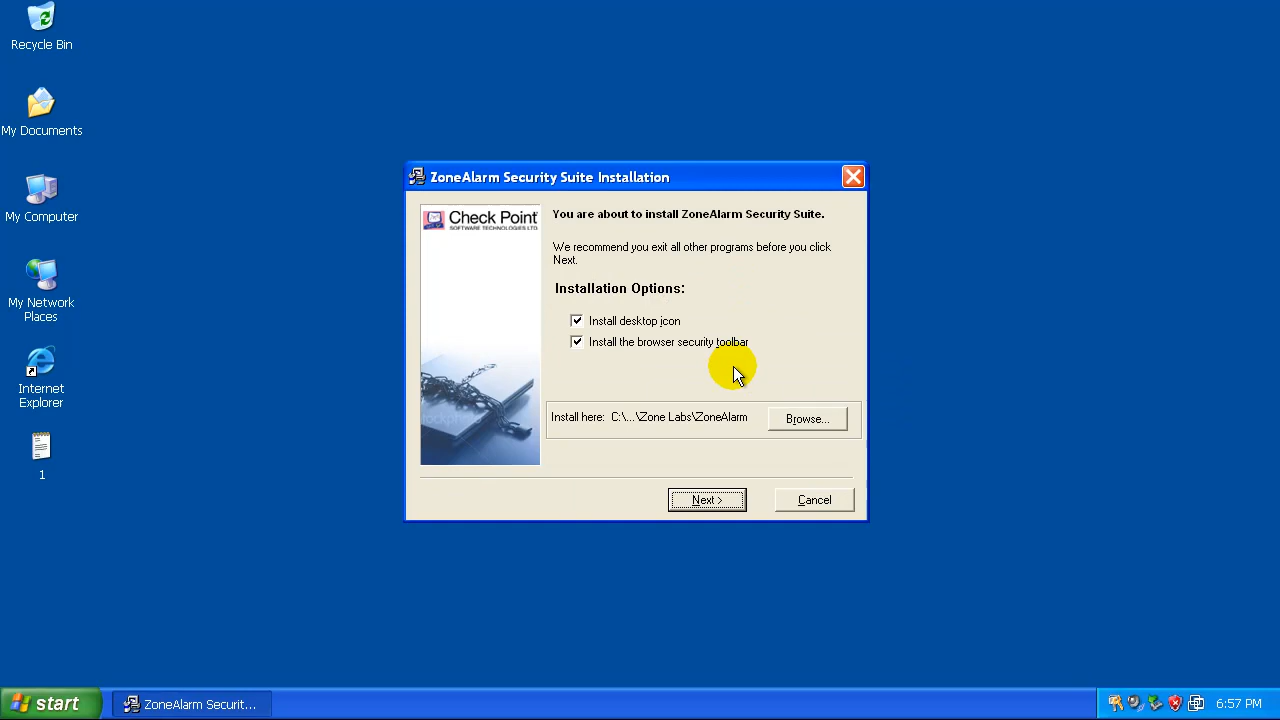 Recycle Bin
My Documents
My Computer
My Network
Places
Internet
Explorer
1
ZoneAlarm Security Suite Installation
Check Point
SOFTWARE TECHNOLOGIES LTD.
You are about to install ZoneAlarm Security Suite.
We recommend you exit all other programs before you click
Next.
Installation Options:
Install desktop icon
Install the browser security toolbar
Install here: C:\...\Zone Labs\ZoneAlarm
Browse...
Next >
Cancel
start
ZoneAlarm Securit...
6:57 PM